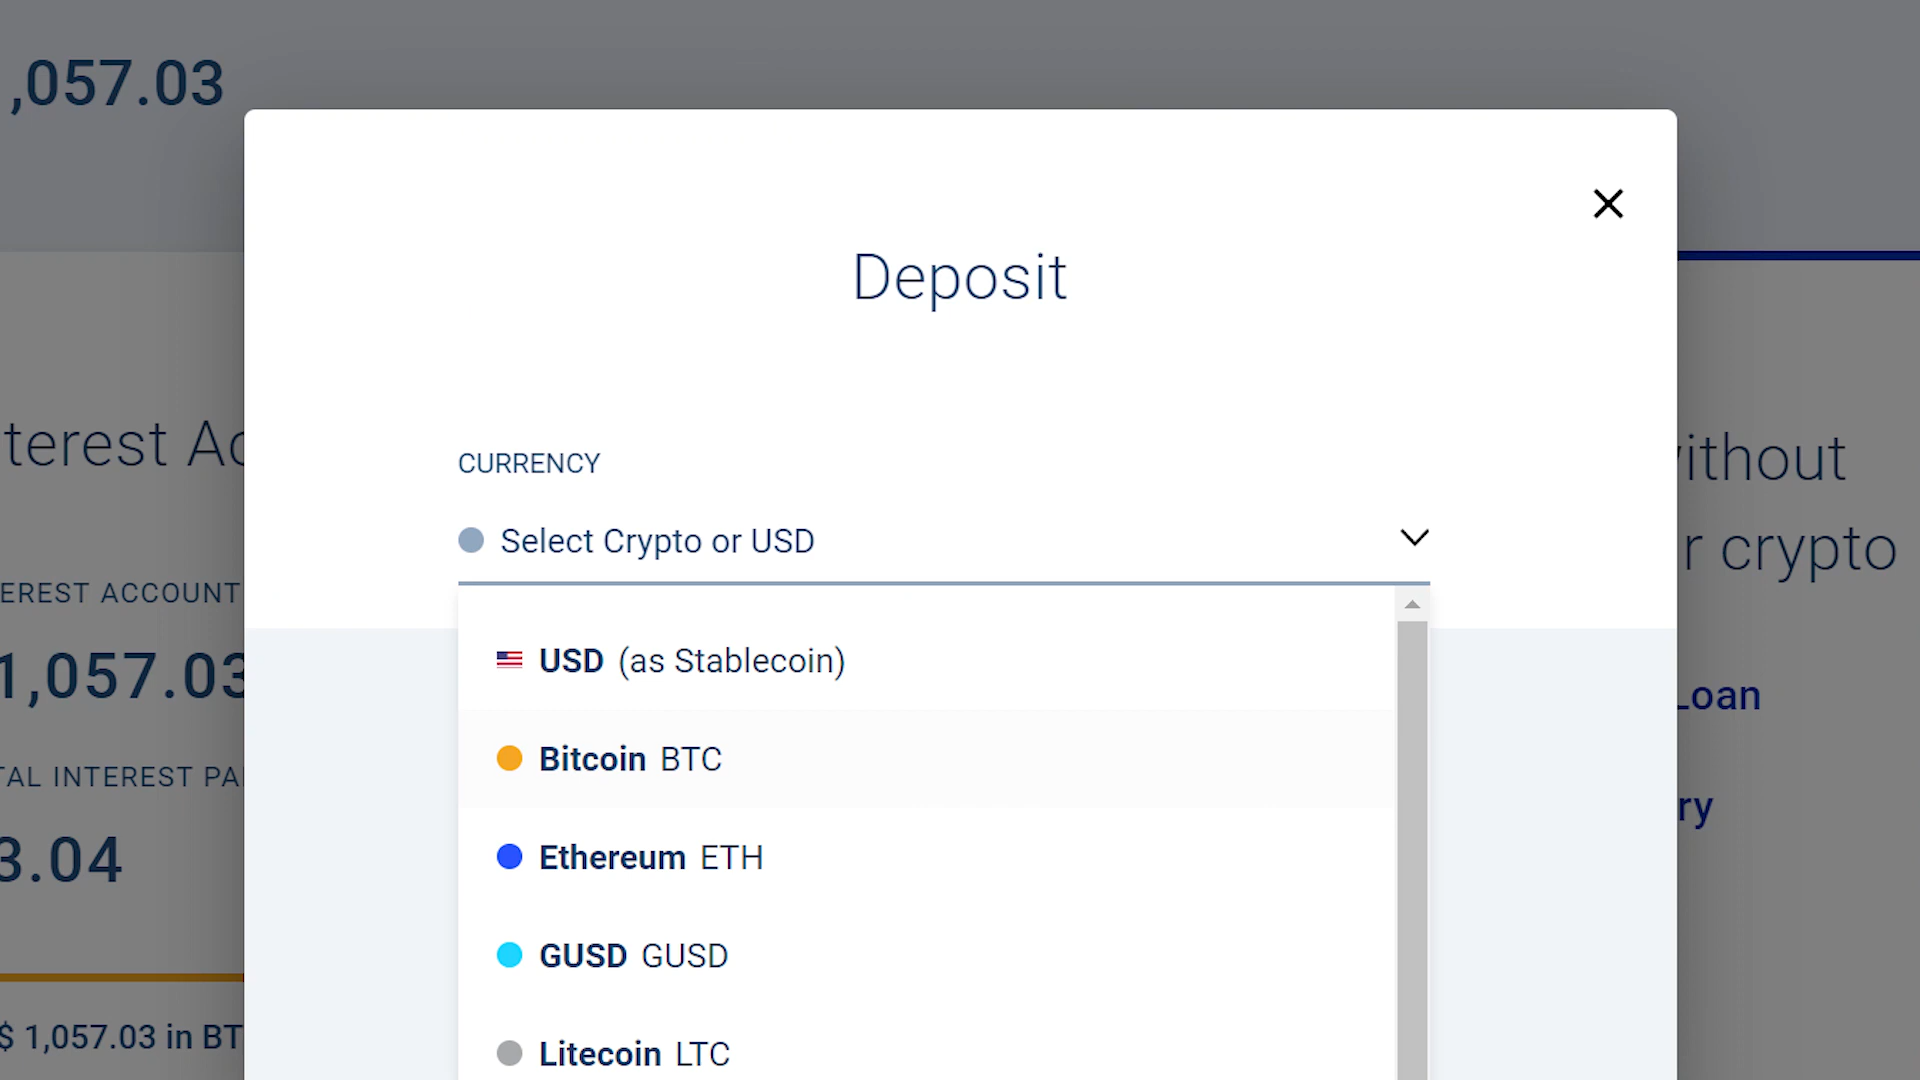 ,057.03
Deposit
terest Ac
ithout
r crypto
CURRENCY
Select Crypto or USD
EREST ACCOUNT
1,057.03
USD (as Stablecoin)
Loan
Bitcoin BTC
TAL INTEREST PA
ry
3.04
Ethereum ETH
GUSD GUSD
$ 1,057.03 in BT
Litecoin LTC